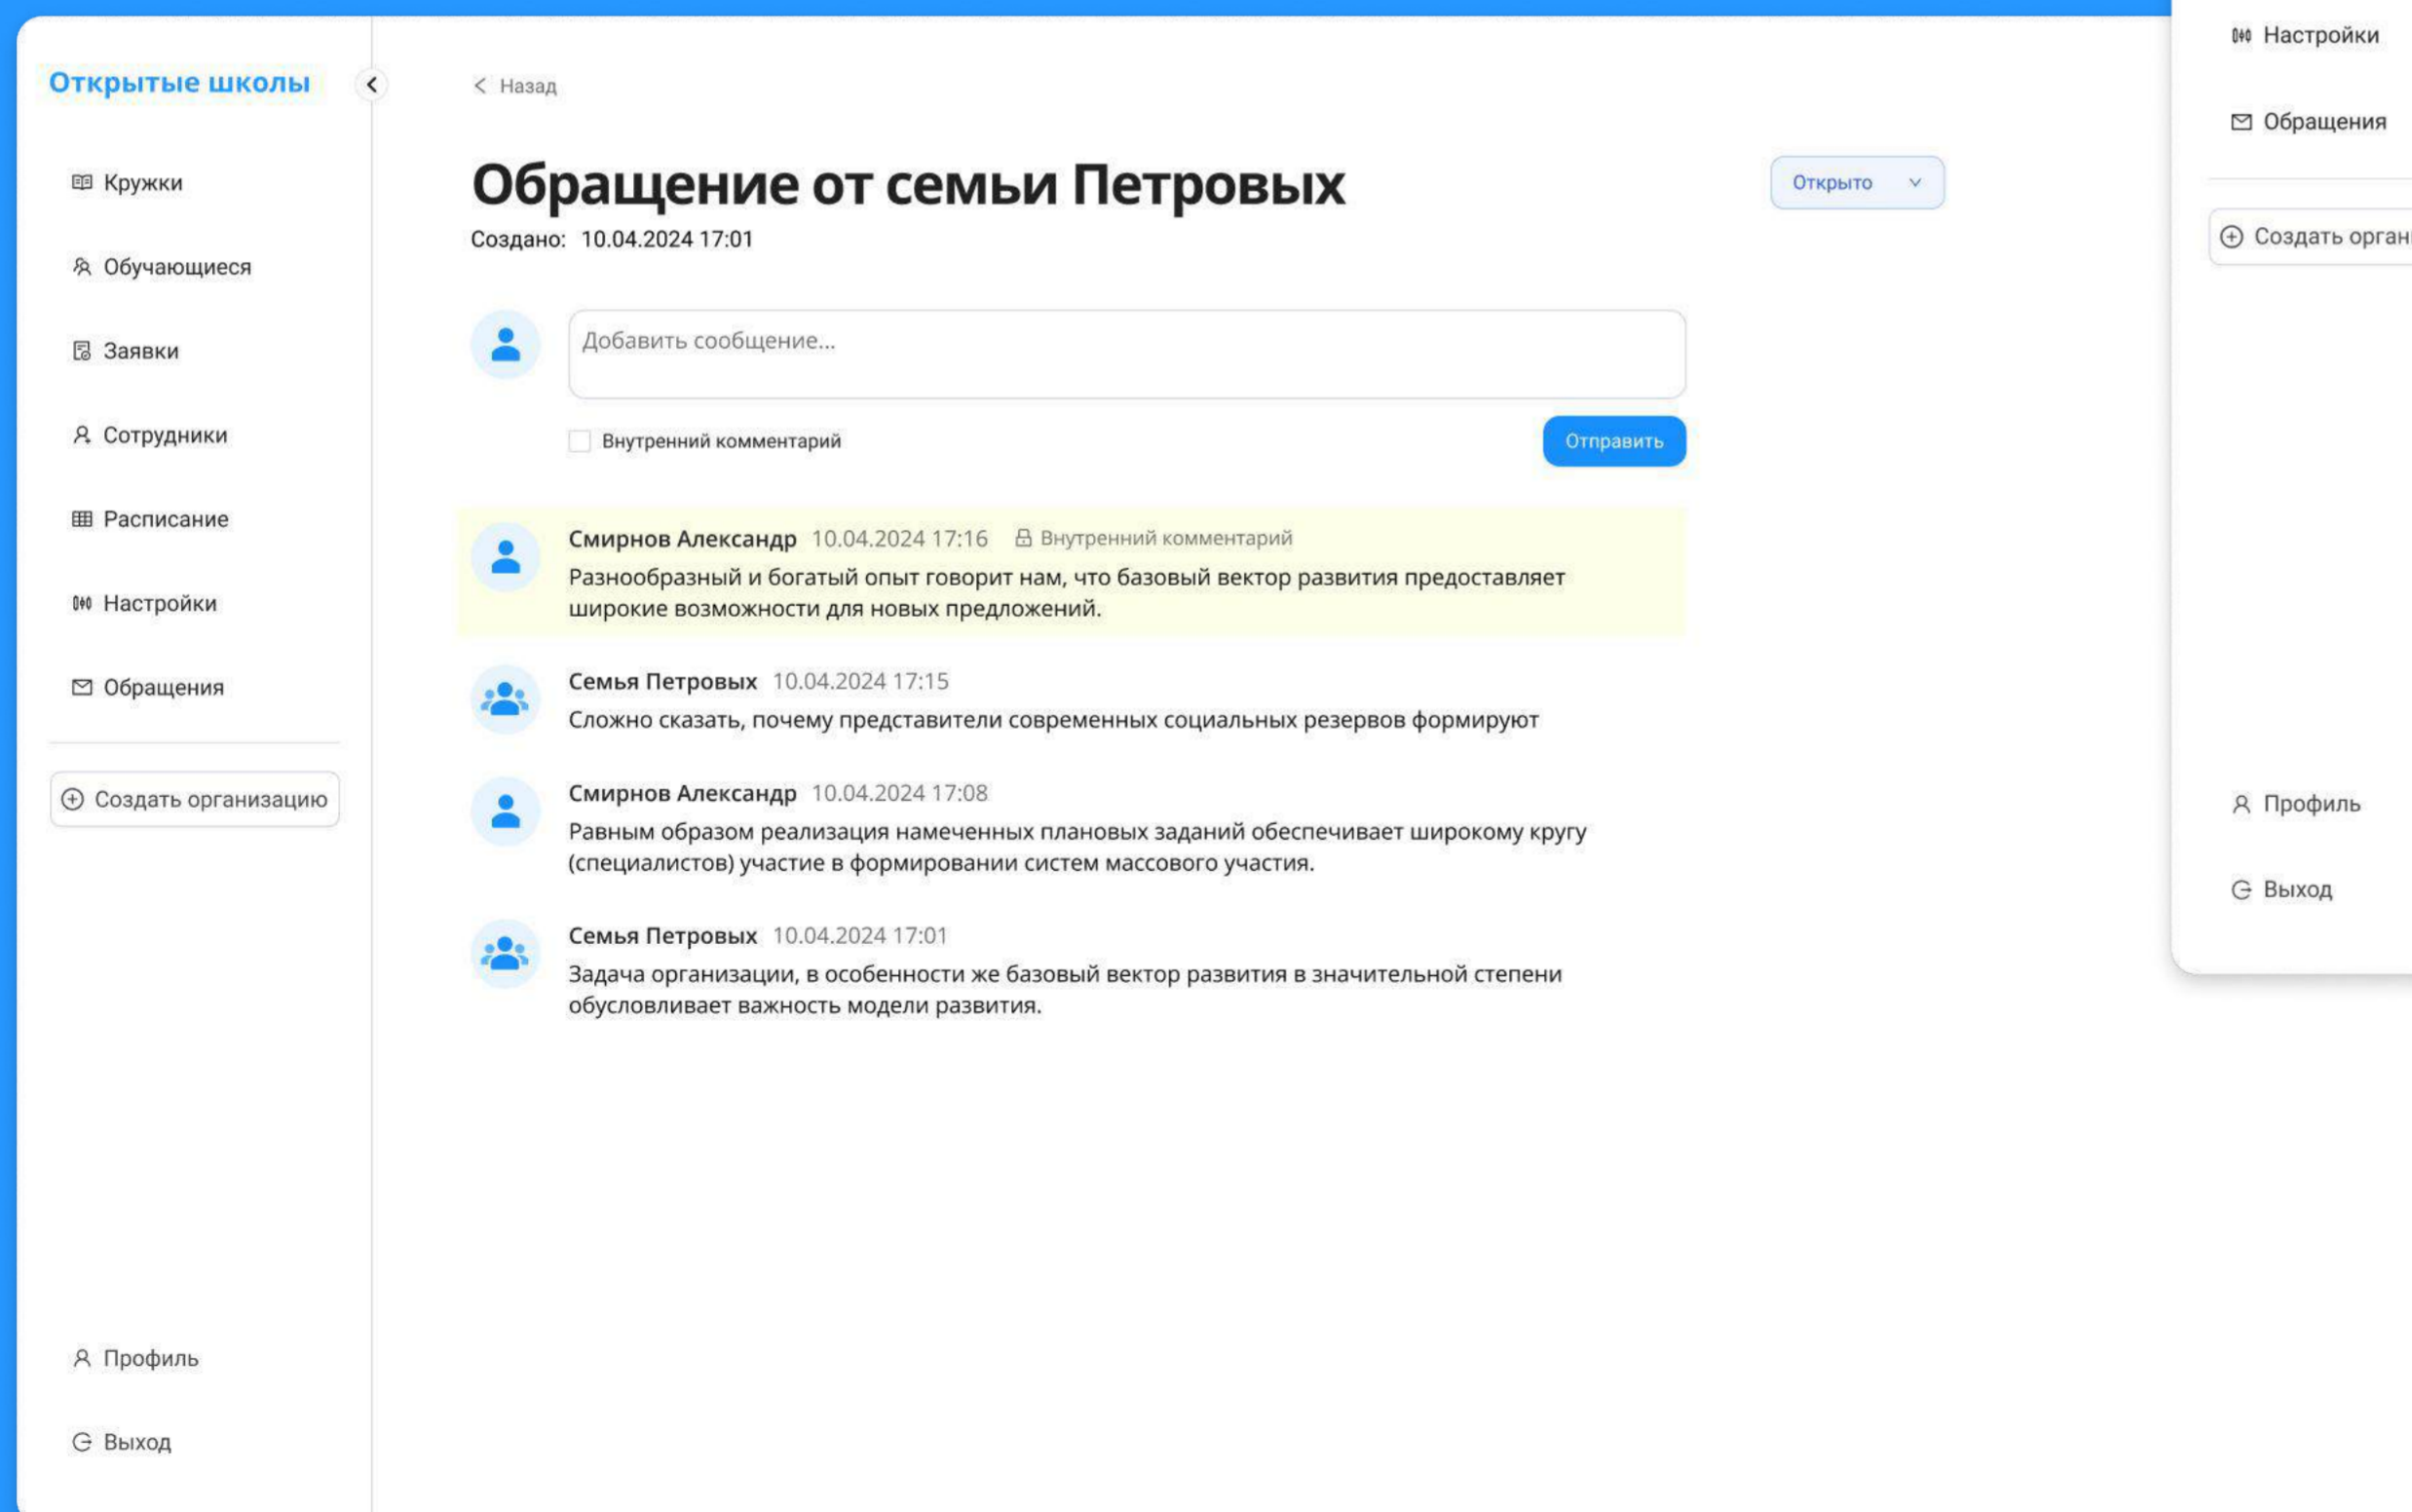 Открытые школы
Кружки
Обучающиеся
Заявки
Сотрудники
Расписание
Настройки
Обращения
Создать организацию
Профиль
Выход
Назад
Обращение от семьи Петровых
Создано: 10.04.2024 17:01
Открыто
Добавить сообщение...
Внутренний комментарий
Отправить
Смирнов Александр 10.04.2024 17:16 Внутренний комментарий
Разнообразный и богатый опыт говорит нам, что базовый вектор развития предоставляет
широкие возможности для новых предложений.
Семья Петровых 10.04.2024 17:15
Сложно сказать, почему представители современных социальных резервов формируют
Смирнов Александр 10.04.2024 17:08
Равным образом реализация намеченных плановых заданий обеспечивает широкому кругу
(специалистов) участие в формировании систем массового участия.
Семья Петровых 10.04.2024 17:01
Задача организации, в особенности же базовый вектор развития в значительной степени
обусловливает важность модели развития.
Настройки
Обращения
Создать
Профиль
Выход